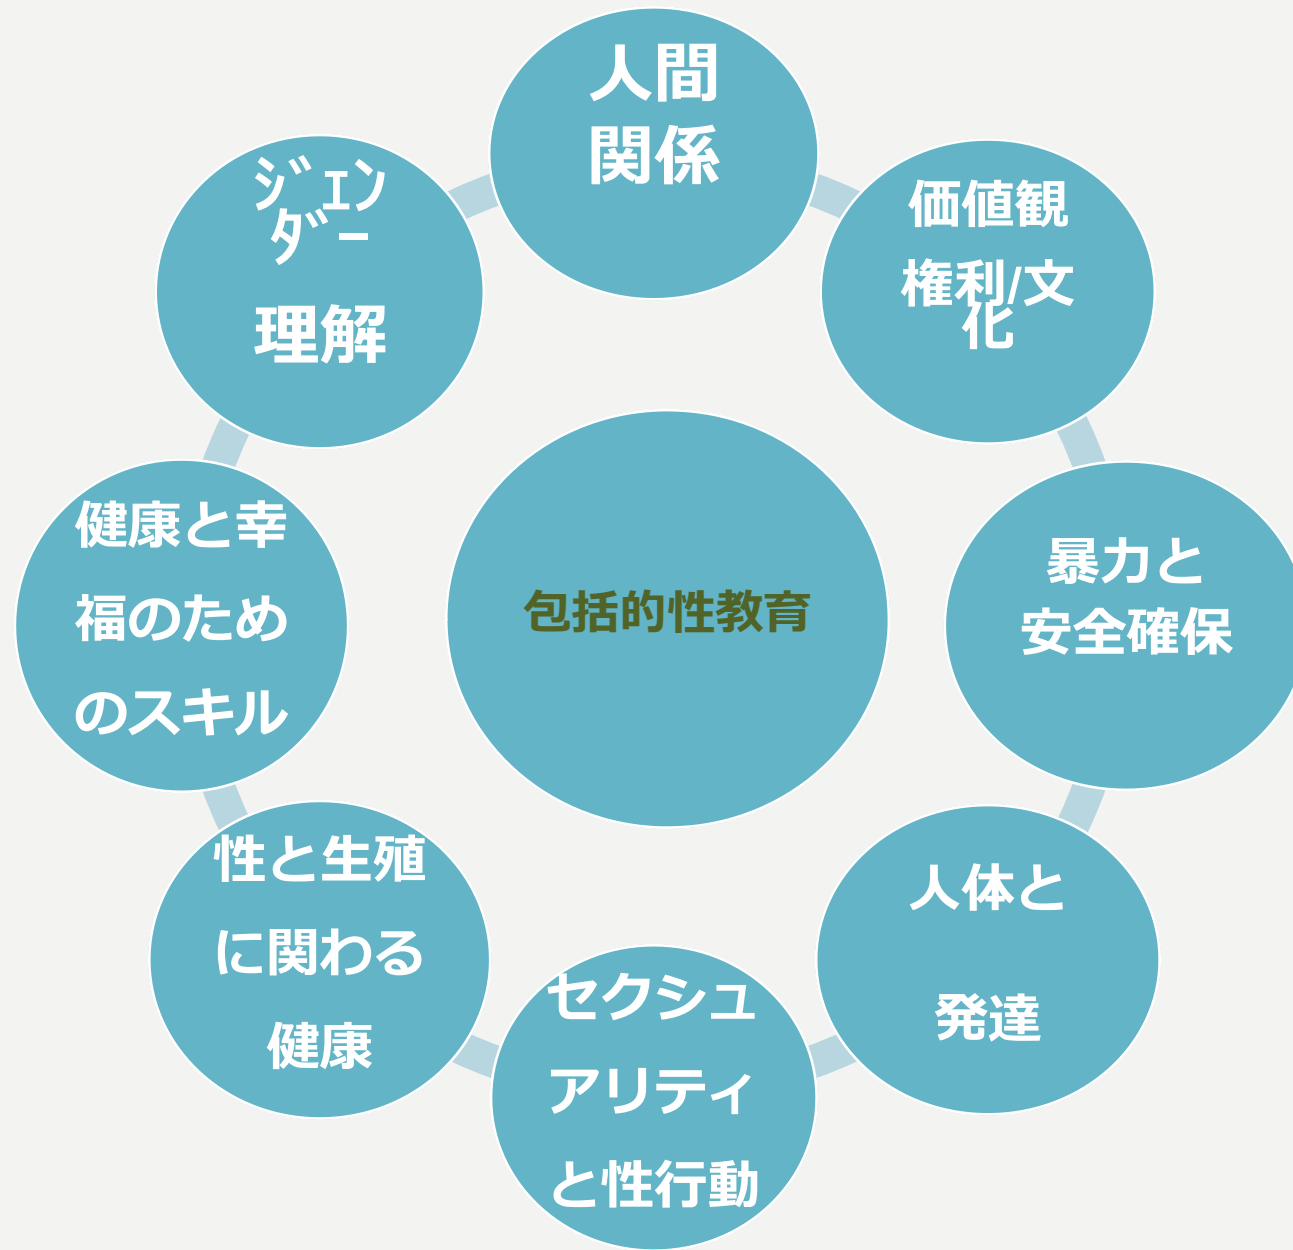 人間
関係
価値観
権利/文
化
暴力と
安全確保
人体と
発達
セクシュ
アリティ
と性行動
性と生殖
に関わる
健康
健康と幸
福のため
のスキル
ｼﾞｪﾝ
ﾀﾞｰ
理解
包括的性教育